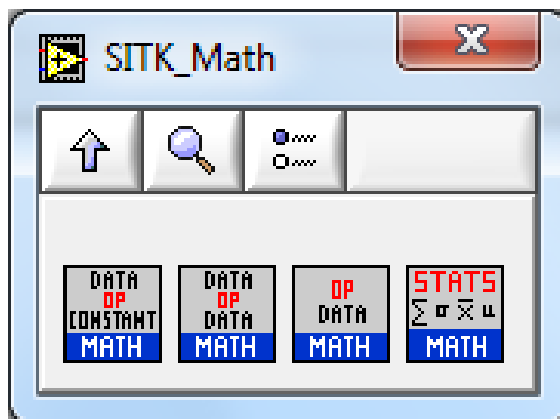 SITK_Math
DATA
OP
CONSTANT
MATH
DATA
OP
DATA
MATH
OP
DATA
MATH
STATS
Σ σ x̅ μ
MATH